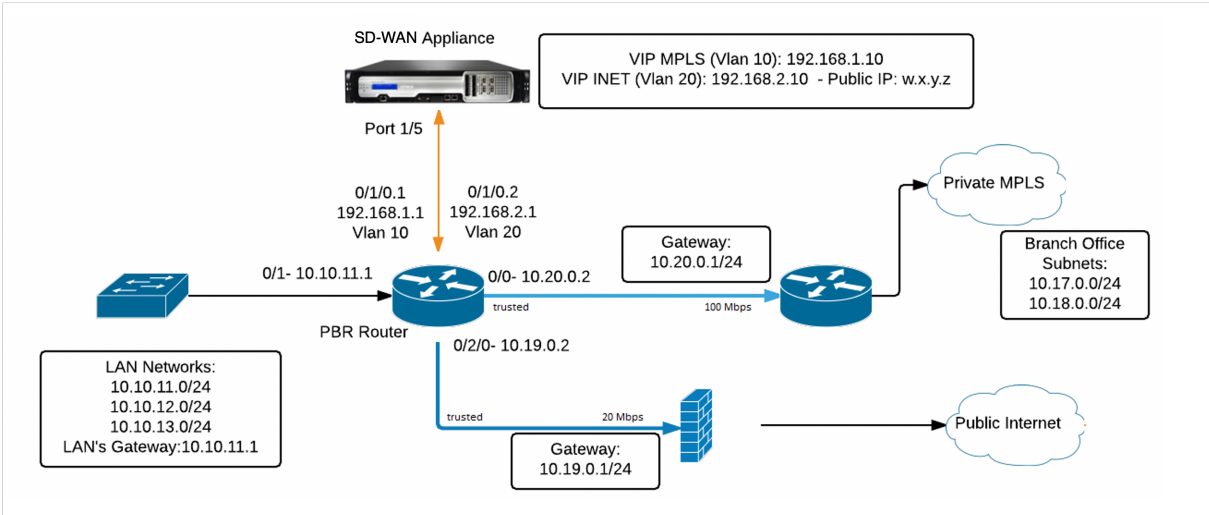 SD-WAN Appliance
VIP MPLS (Vlan 10): 192.168.1.10
VIP INET (Vlan 20): 192.168.2.10 - Public IP: w.x.y.z
Port 1/5
0/1/0.1
192.168.1.1
Vlan 10
0/1/0.2
192.168.2.1
Vlan 20
Private MPLS
Gateway:
10.20.0.1/24
Branch Office
Subnets:
10.17.0.0/24
10.18.0.0/24
0/1- 10.10.11.1
0/0- 10.20.0.2
trusted
100 Mbps
PBR Router
0/2/0- 10.19.0.2
LAN Networks:
10.10.11.0/24
10.10.12.0/24
10.10.13.0/24
LAN's Gateway:10.10.11.1
trusted
20 Mbps
Public Internet
Gateway:
10.19.0.1/24